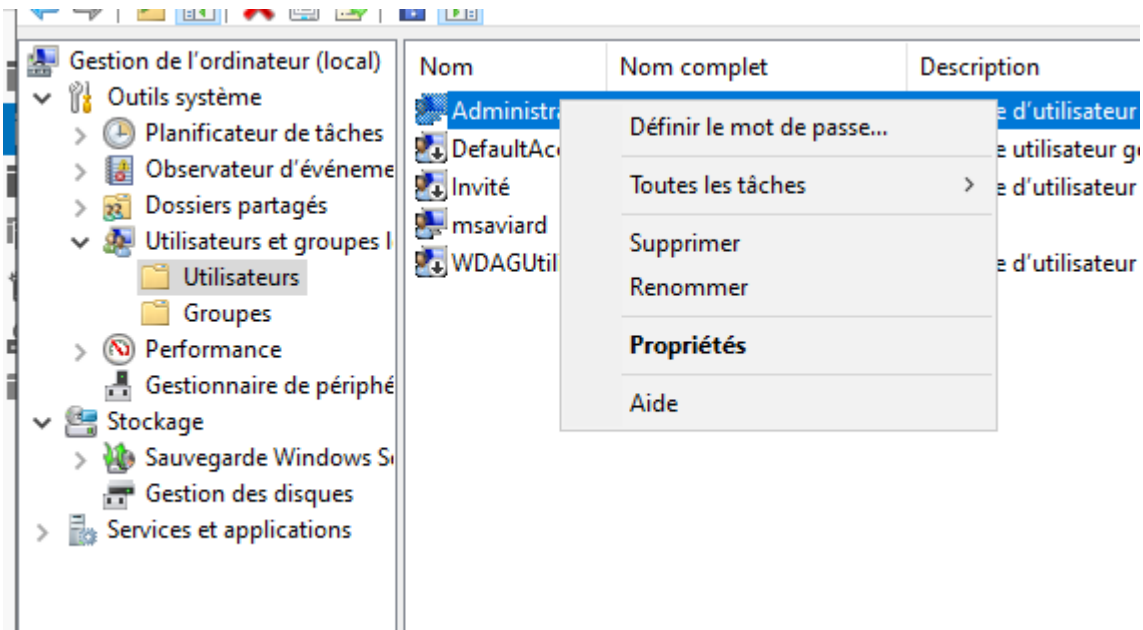 Gestion de l'ordinateur (local)
Outils système
Planificateur de tâches
Observateur d'événeme
Dossiers partagés
Utilisateurs et groupes l
Utilisateurs
Groupes
Performance
Gestionnaire de périphé
Stockage
Sauvegarde Windows S
Gestion des disques
Services et applications
Nom Nom complet Description
Administra e d'utilisateur
DefaultAc e utilisateur g
Invité e d'utilisateur
msaviard
WDAGUtil e d'utilisateur
Définir le mot de passe...
Toutes les tâches
Supprimer
Renommer
Propriétés
Aide